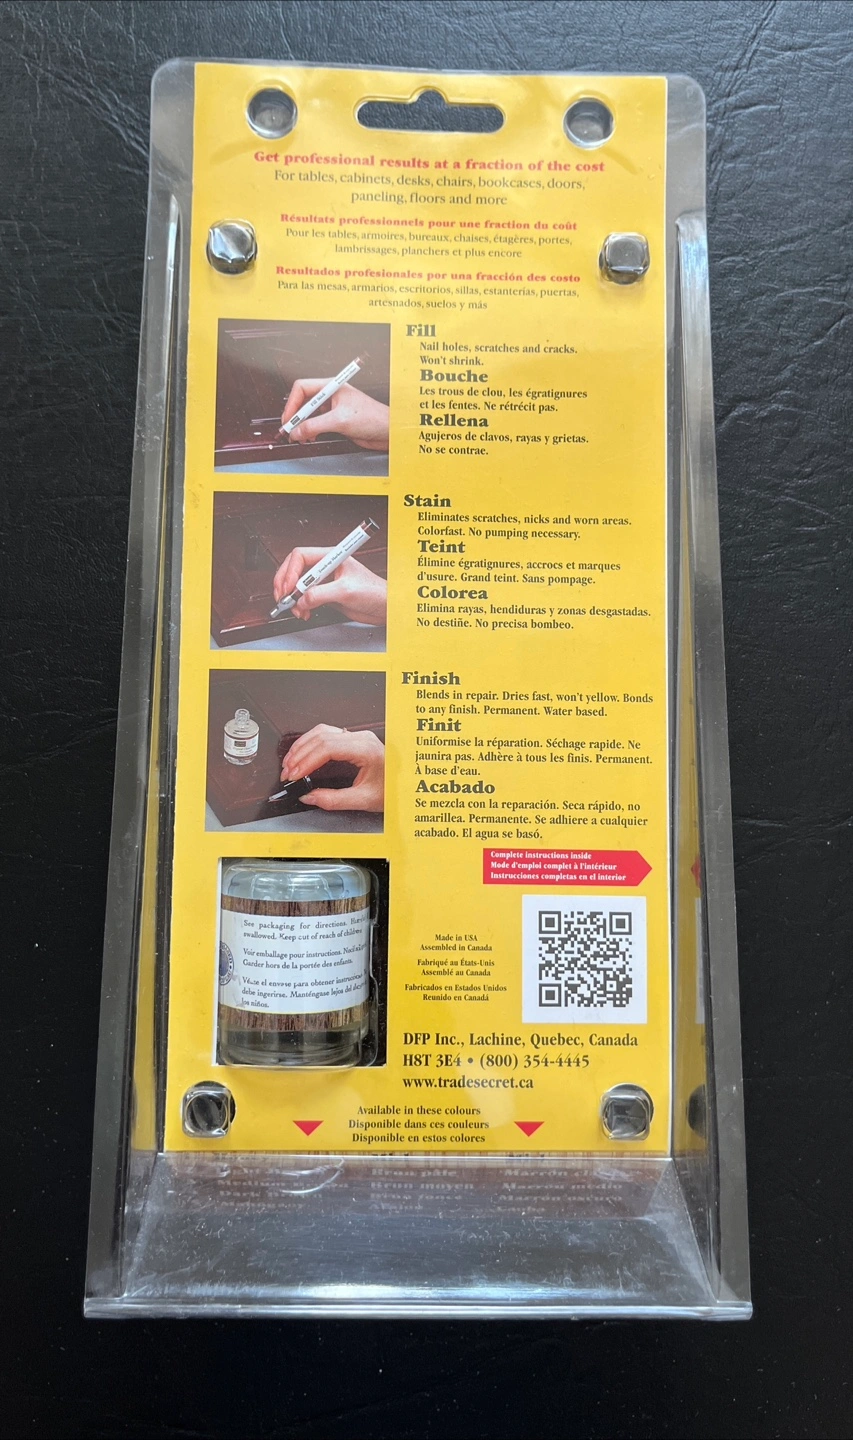 Get professional results at a fraction of the cost
For tables, cabinets, desks, chairs, bookcases, doors,
paneling, floors and more
Résultats professionnels pour une fraction du coût
Pour les tables, armoires, bureaux, chaises, étagères, portes,
lambrissages, planchers et plus encore
Resultados profesionales por una fracción des costo
Para las mesas, armarios, escritorios, sillas, estanterías, puertas,
artesnados, suelos y más
Fill
Nail holes, scratches and cracks.
Won't shrink.
Bouche
Les trous de clou, les égratignures
et les fentes. Ne rétrécit pas.
Rellena
Agujeros de clavos, rayas y grietas.
No se contrae.
Stain
Eliminates scratches, nicks and worn areas.
Colorfast. No pumping necessary.
Teint
Élimine égratignures, accrocs et marques
d'usure. Grand teint. Sans pompage.
Colorea
Elimina rayas, hendiduras y zonas desgastadas.
No destiñe. No precisa bombeo.
Finish
Blends in repair. Dries fast, won't yellow. Bonds
to any finish. Permanent. Water based.
Finit
Uniformise la réparation. Séchage rapide. Ne
jaunira pas. Adhère à tous les finis. Permanent.
À base d'eau.
Acabado
Se mezcla con la reparación. Seca rápido, no
amarillea. Permanente. Se adhiere a cualquier
acabado. El agua se basó.
Complete instructions inside
Mode d'emploi complet à l'intérieur
Instrucciones completas en el interior
See packaging for directions.
swallowed. Keep out of reach of children
Voir emballage pour instructions.
Garder hors de la portée des enfants.
Véase el envase para obtener
debe ingerirse. Manténgase lejos del
los niños.
Made in USA
Assembled in Canada
Fabriqué au États-Unis
Assemblé au Canada
Fabricados en Estados Unidos
Reunido en Canadá
DFP Inc., Lachine, Quebec, Canada
H8T 3E4 • (800) 354-4445
www.tradesecret.ca
Available in these colours
Disponible dans ces couleurs
Disponible en estos colores